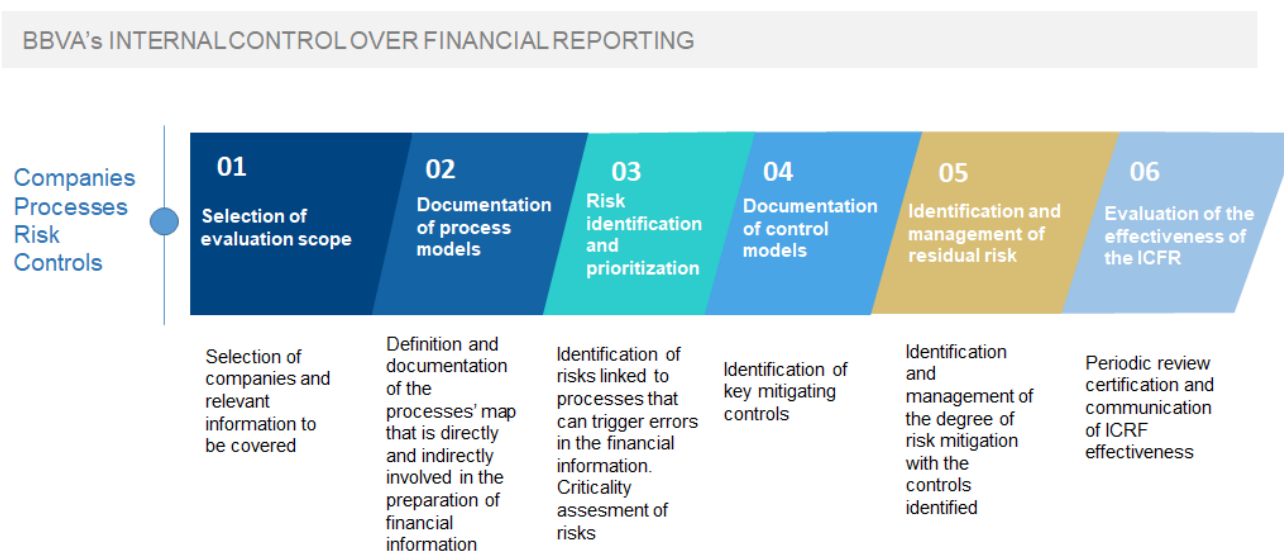 BBVA's INTERNAL CONTROL OVER FINANCIAL REPORTING
Companies
Processes
Risk
Controls
01
Selection of
evaluation scope
02
Documentation
of process
models
03
Risk
identification
and
prioritization
04
Documentation
of control
models
05
Identification and
management of
residual risk
06
Evaluation of the
effectiveness of
the ICFR
Selection of
companies and
relevant
information to
be covered
Definition and
documentation
of the
processes' map
that is directly
and indirectly
involved in the
preparation of
financial
information
Identification of
risks linked to
processes that
can trigger errors
in the financial
information.
Criticality
assesment of
risks
Identification of
key mitigating
controls
Identification
and
management of
the degree of
risk mitigation
with the
controls
identified
Periodic review
certification and
communication
of ICRF
effectiveness